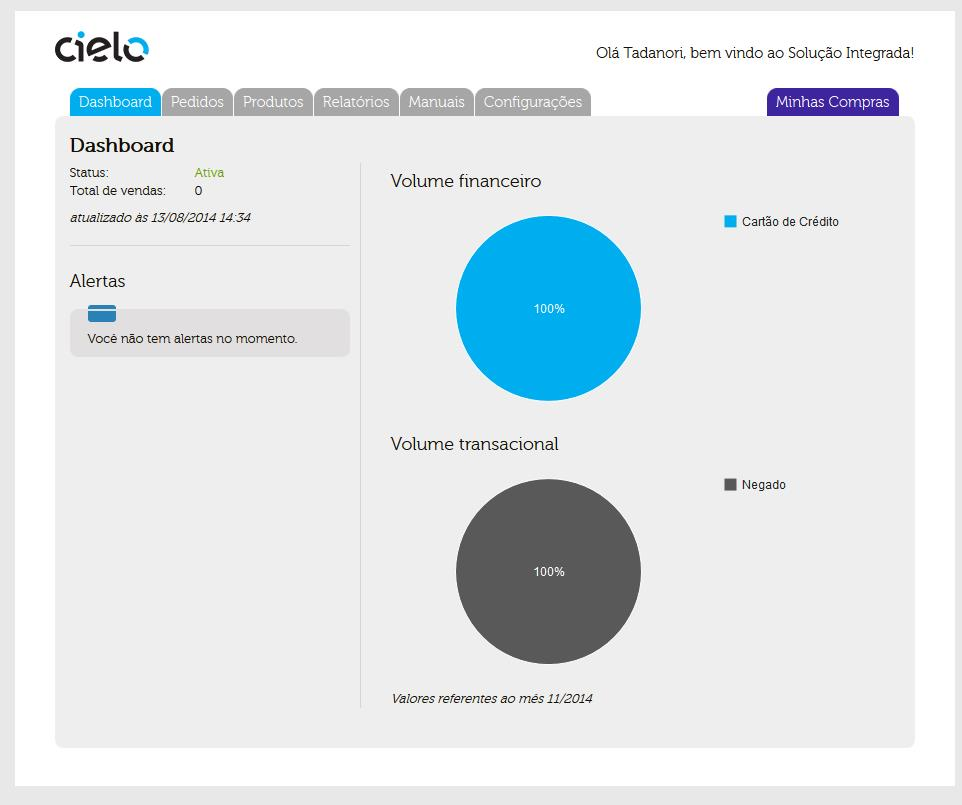 cielo
Olá Tadanori, bem vindo ao Solução Integrada!
Dashboard
Pedidos
Produtos
Relatórios
Manuais
Configurações
Minhas Compras
Dashboard
Status: Ativa
Total de vendas: 0
atualizado às 13/08/2014 14:34
Alertas
Você não tem alertas no momento.
Volume financeiro
100%
Cartão de Crédito
Volume transacional
100%
Negado
Valores referentes ao mês 11/2014